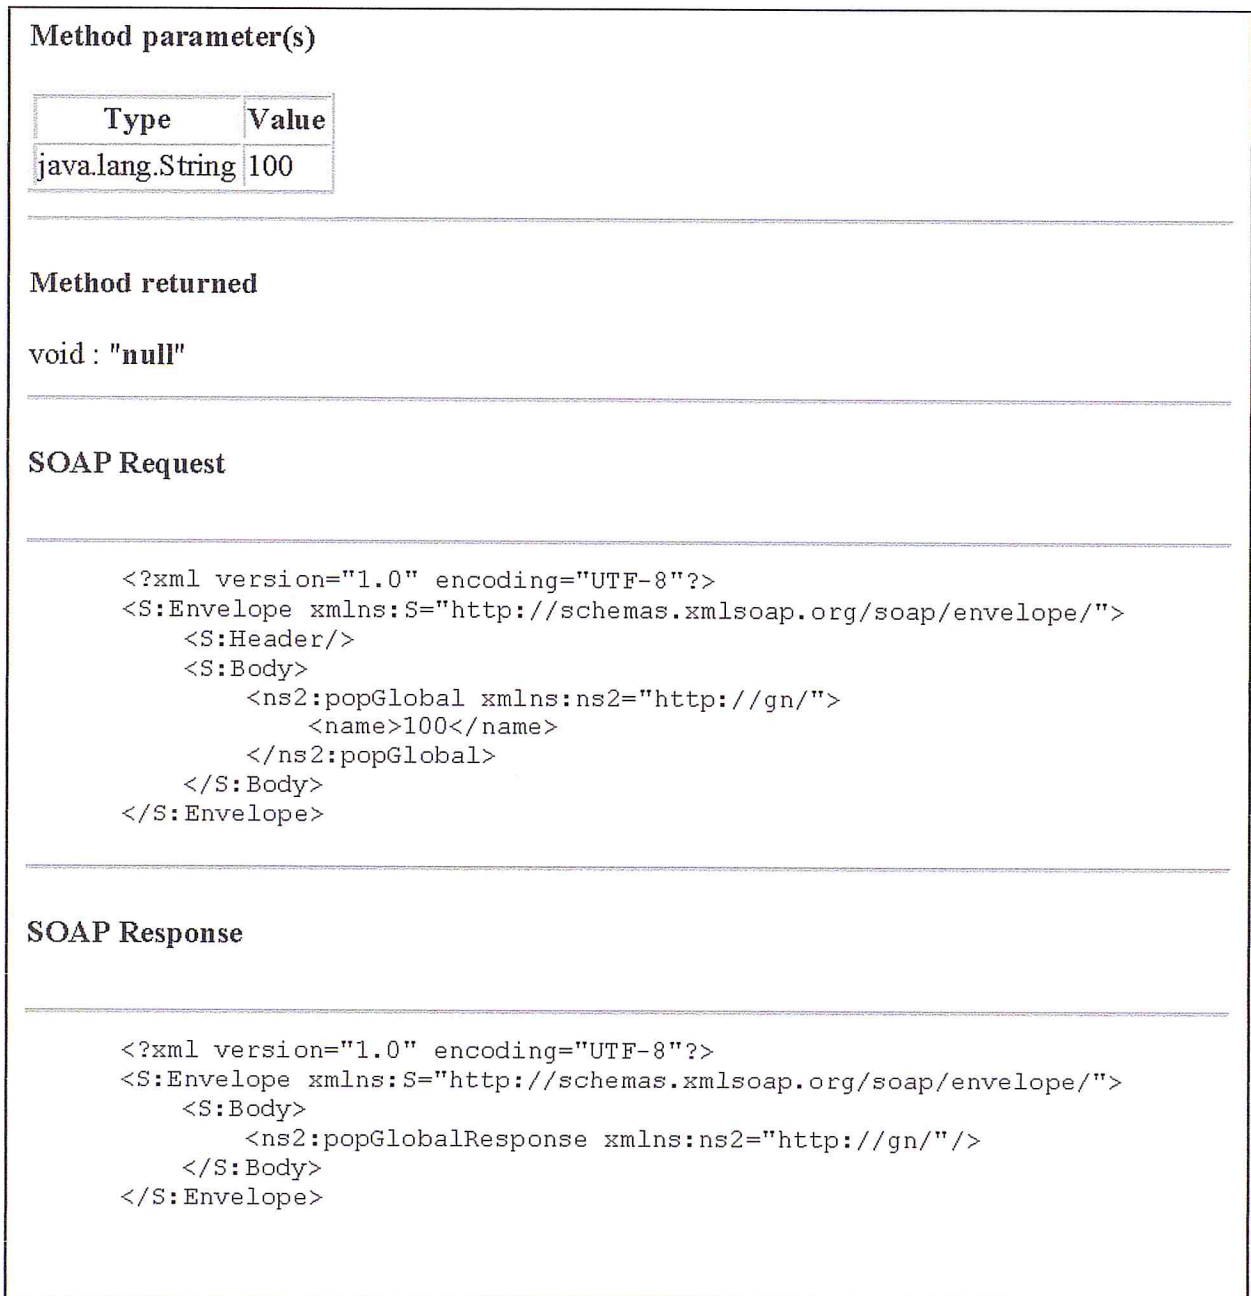 Method parameter(s)
Type Value
java.lang.String 100
Method returned
void : "null"
SOAP Request
<?xml version="1.0" encoding="UTF-8"?>
<S:Envelope xmlns:S="http://schemas.xmlsoap.org/soap/envelope/">
    <S:Header/>
    <S:Body>
        <ns2:popGlobal xmlns:ns2="http://gn/">
            <name>100</name>
        </ns2:popGlobal>
    </S:Body>
</S:Envelope>
SOAP Response
<?xml version="1.0" encoding="UTF-8"?>
<S:Envelope xmlns:S="http://schemas.xmlsoap.org/soap/envelope/">
    <S:Body>
        <ns2:popGlobalResponse xmlns:ns2="http://gn/"/>
    </S:Body>
</S:Envelope>